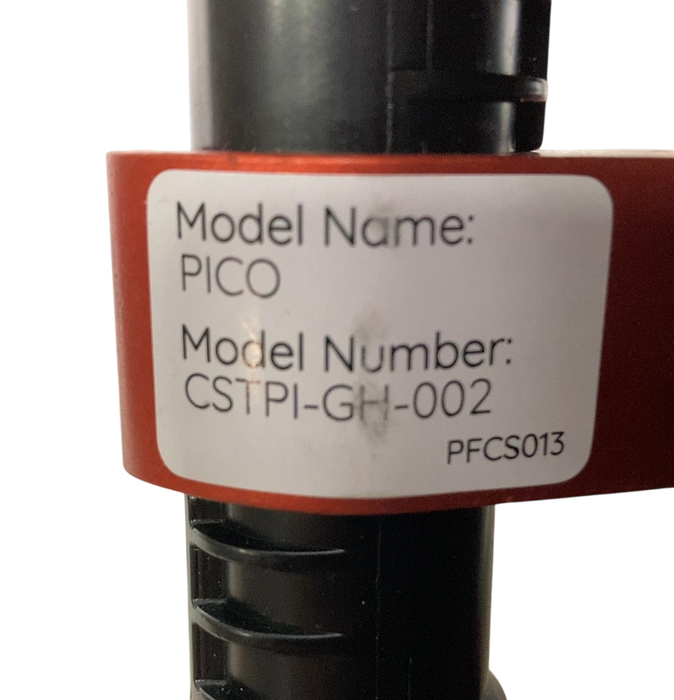 Model Name:
PICO
Model Number:
CSTPI-GH-002
PFCS013